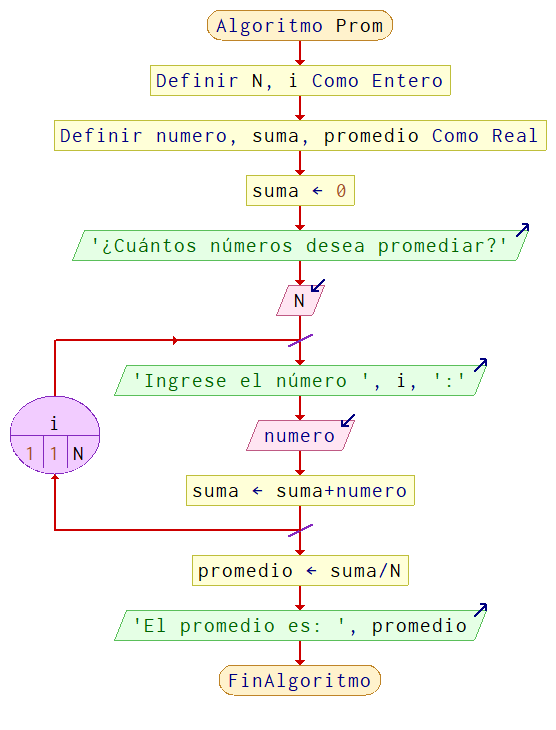 Algoritmo Prom
Definir N, i Como Entero
Definir numero, suma, promedio Como Real
suma ← 0
'¿Cuántos números desea promediar?'
N
'Ingrese el número ', i, ':'
numero
i
1 1 N
suma ← suma+numero
promedio ← suma/N
'El promedio es: ', promedio
FinAlgoritmo